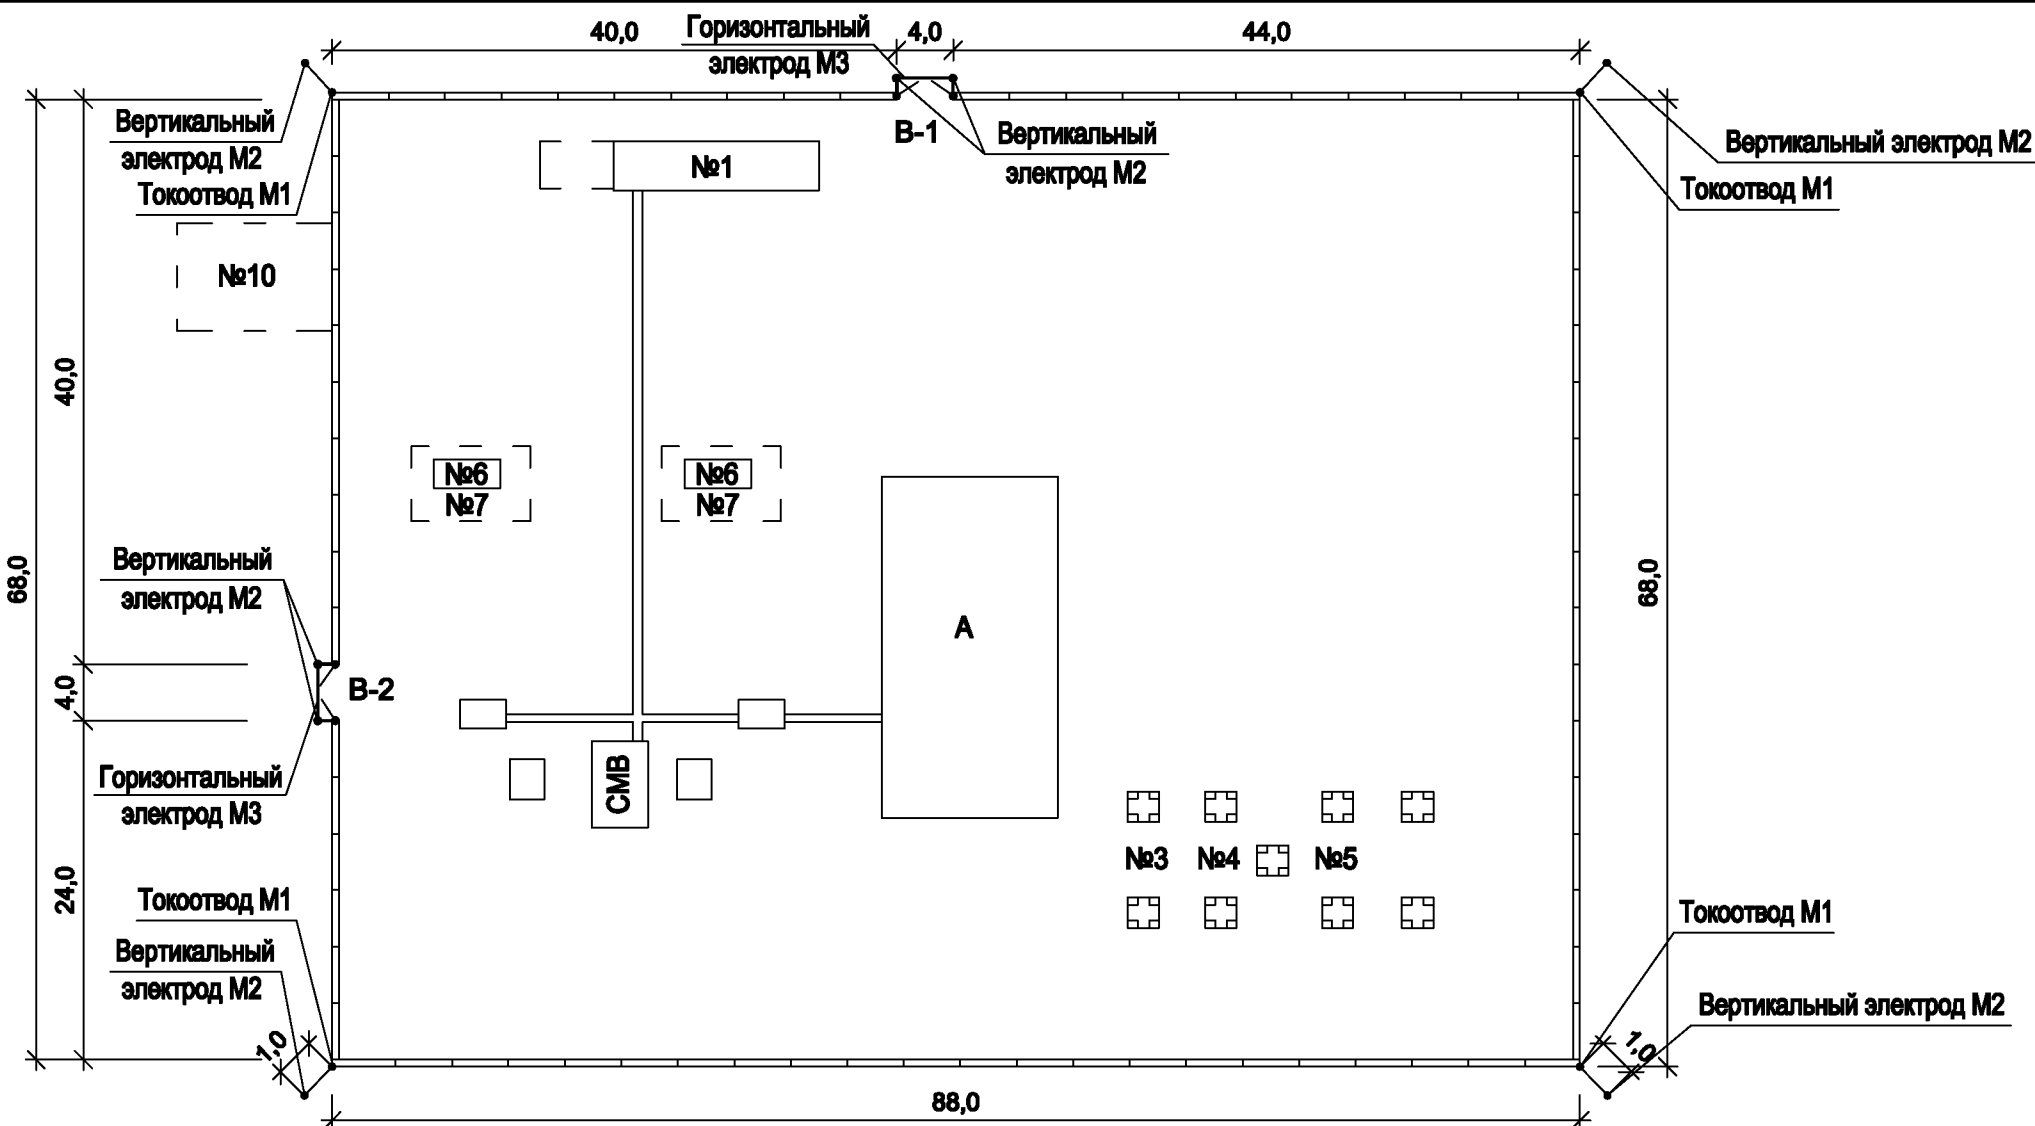 40,0
Горизонтальный
электрод М3
4,0
44,0
Вертикальный
электрод М2
Токоотвод М1
В-1
Вертикальный
электрод М2
Вертикальный электрод М2
Токоотвод М1
№1
№10
40,0
№6
№7
№6
№7
68,0
Вертикальный
электрод М2
68,0
А
4,0
В-2
Горизонтальный
электрод М3
СМВ
24,0
№3
№4
№5
Токоотвод М1
Вертикальный
электрод М2
1,0
Токоотвод М1
Вертикальный электрод М2
1,0
88,0